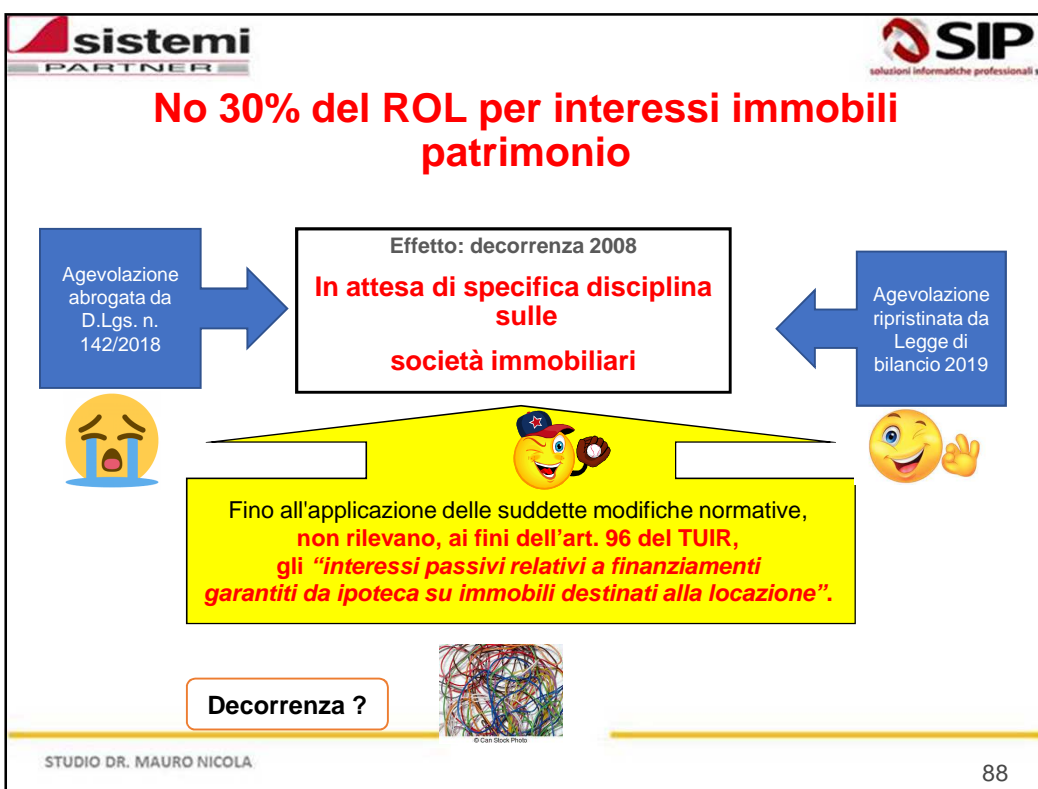 sistemi
PARTNER
SIP
soluzioni informatiche professionali s
No 30% del ROL per interessi immobili
patrimonio
Agevolazione
abrogata da
D.Lgs. n.
142/2018
Effetto: decorrenza 2008
In attesa di specifica disciplina
sulle
società immobiliari
Agevolazione
ripristinata da
Legge di
bilancio 2019
Fino all'applicazione delle suddette modifiche normative,
non rilevano, ai fini dell'art. 96 del TUIR,
gli “interessi passivi relativi a finanziamenti
garantiti da ipoteca su immobili destinati alla locazione”.
Decorrenza ?
© Can Stock Photo
STUDIO DR. MAURO NICOLA
88